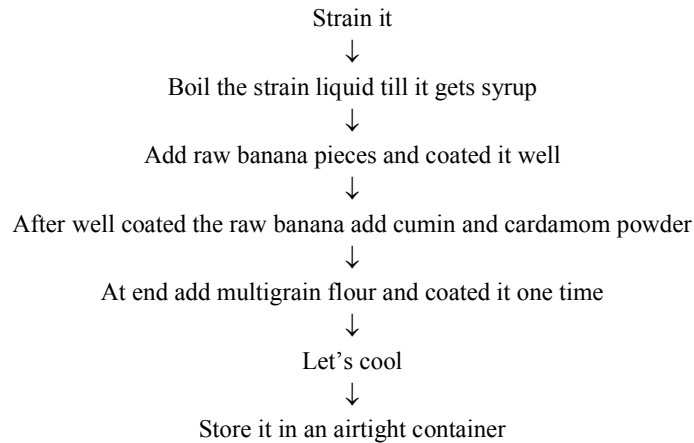 Strain it
↓
Boil the strain liquid till it gets syrup
↓
Add raw banana pieces and coated it well
↓
After well coated the raw banana add cumin and cardamom powder
↓
At end add multigrain flour and coated it one time
↓
Let’s cool
↓
Store it in an airtight container